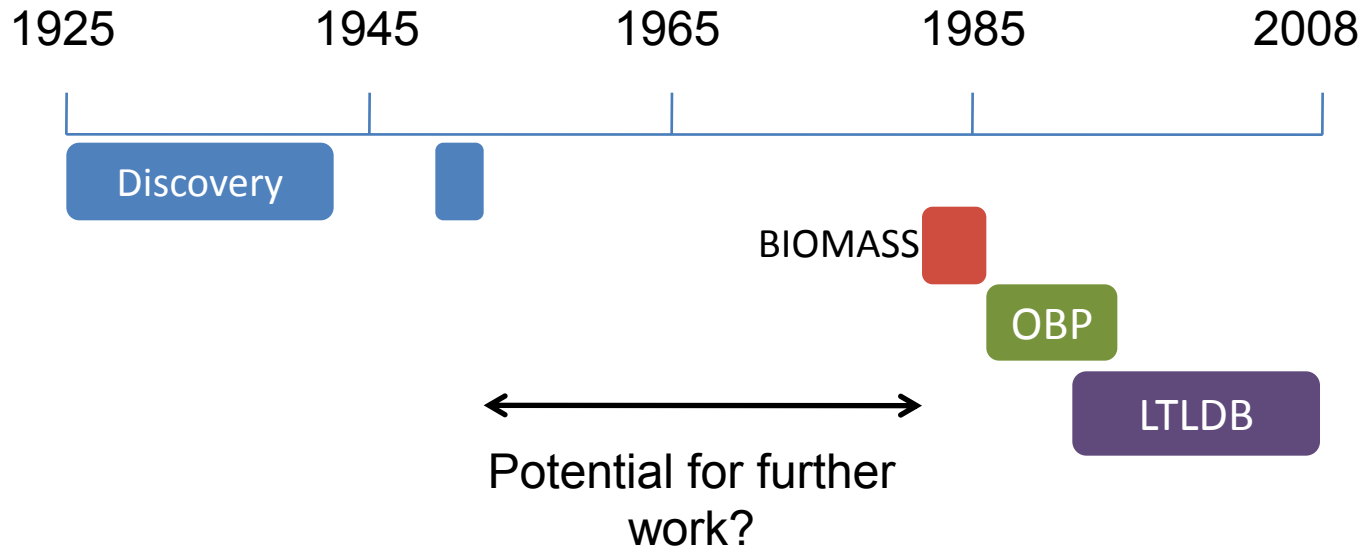 1925 1945 1965 1985 2008
Discovery
BIOMASS
OBP
LTLDB
Potential for further
work?